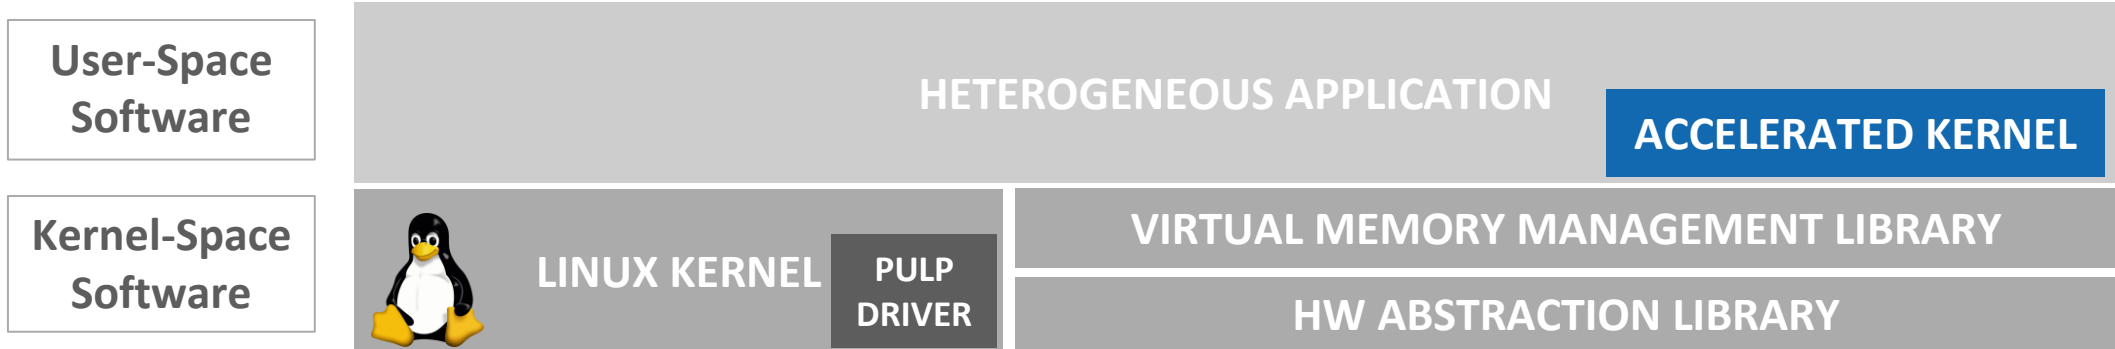 User-Space
Software
HETEROGENEOUS APPLICATION
ACCELERATED KERNEL
Kernel-Space
Software
LINUX KERNEL
PULP
DRIVER
VIRTUAL MEMORY MANAGEMENT LIBRARY
HW ABSTRACTION LIBRARY